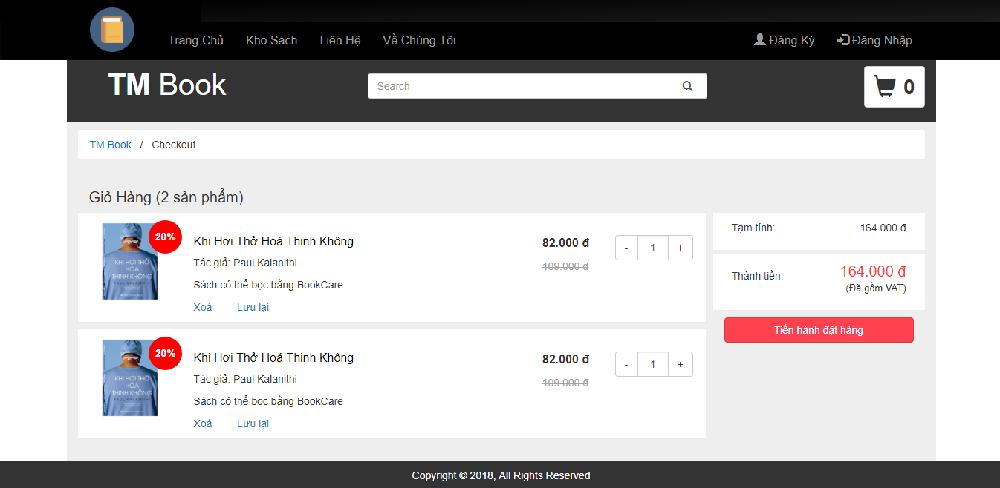 Trang Chủ Kho Sách Liên Hệ Về Chúng Tôi Đăng Ký Đăng Nhập
TM Book Search 0
TM Book / Checkout
Giỏ Hàng (2 sản phẩm)
20%
KHI HƠI THỞ
HÓA
THINH KHÔNG
PAUL KALANITHI
Khi Hơi Thở Hoá Thinh Không
Tác giả: Paul Kalanithi
Sách có thể bọc bằng BookCare
Xoá Lưu lại
82.000 đ
109.000 đ
- 1 +
20%
KHI HƠI THỞ
HÓA
THINH KHÔNG
PAUL KALANITHI
Khi Hơi Thở Hoá Thinh Không
Tác giả: Paul Kalanithi
Sách có thể bọc bằng BookCare
Xoá Lưu lại
82.000 đ
109.000 đ
- 1 +
Tạm tính: 164.000 đ
Thành tiền: 164.000 đ
(Đã gồm VAT)
Tiến hành đặt hàng
Copyright © 2018, All Rights Reserved